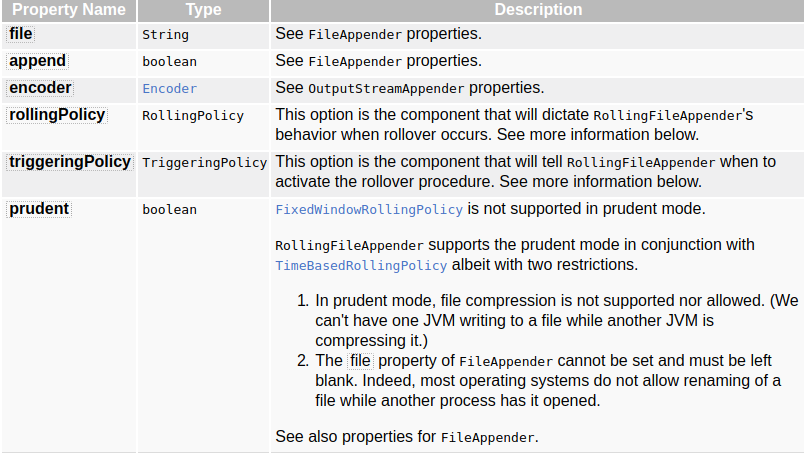 Property Name Type Description
file String See FileAppender properties.
append boolean See FileAppender properties.
encoder Encoder See OutputStreamAppender properties.
rollingPolicy RollingPolicy This option is the component that will dictate RollingFileAppender's
behavior when rollover occurs. See more information below.
triggeringPolicy TriggeringPolicy This option is the component that will tell RollingFileAppender when to
activate the rollover procedure. See more information below.
prudent boolean FixedWindowRollingPolicy is not supported in prudent mode.
RollingFileAppender supports the prudent mode in conjunction with
TimeBasedRollingPolicy albeit with two restrictions.
1. In prudent mode, file compression is not supported nor allowed. (We
can't have one JVM writing to a file while another JVM is
compressing it.)
2. The file property of FileAppender cannot be set and must be left
blank. Indeed, most operating systems do not allow renaming of a
file while another process has it opened.
See also properties for FileAppender.